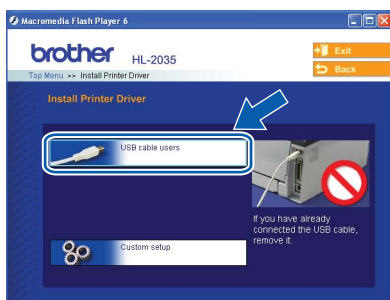 Macromedia Flash Player 6
brother HL-2035
Exit
Back
Top Menu >> Install Printer Driver
Install Printer Driver
USB cable users
If you have already
connected the USB cable,
remove it.
Custom setup